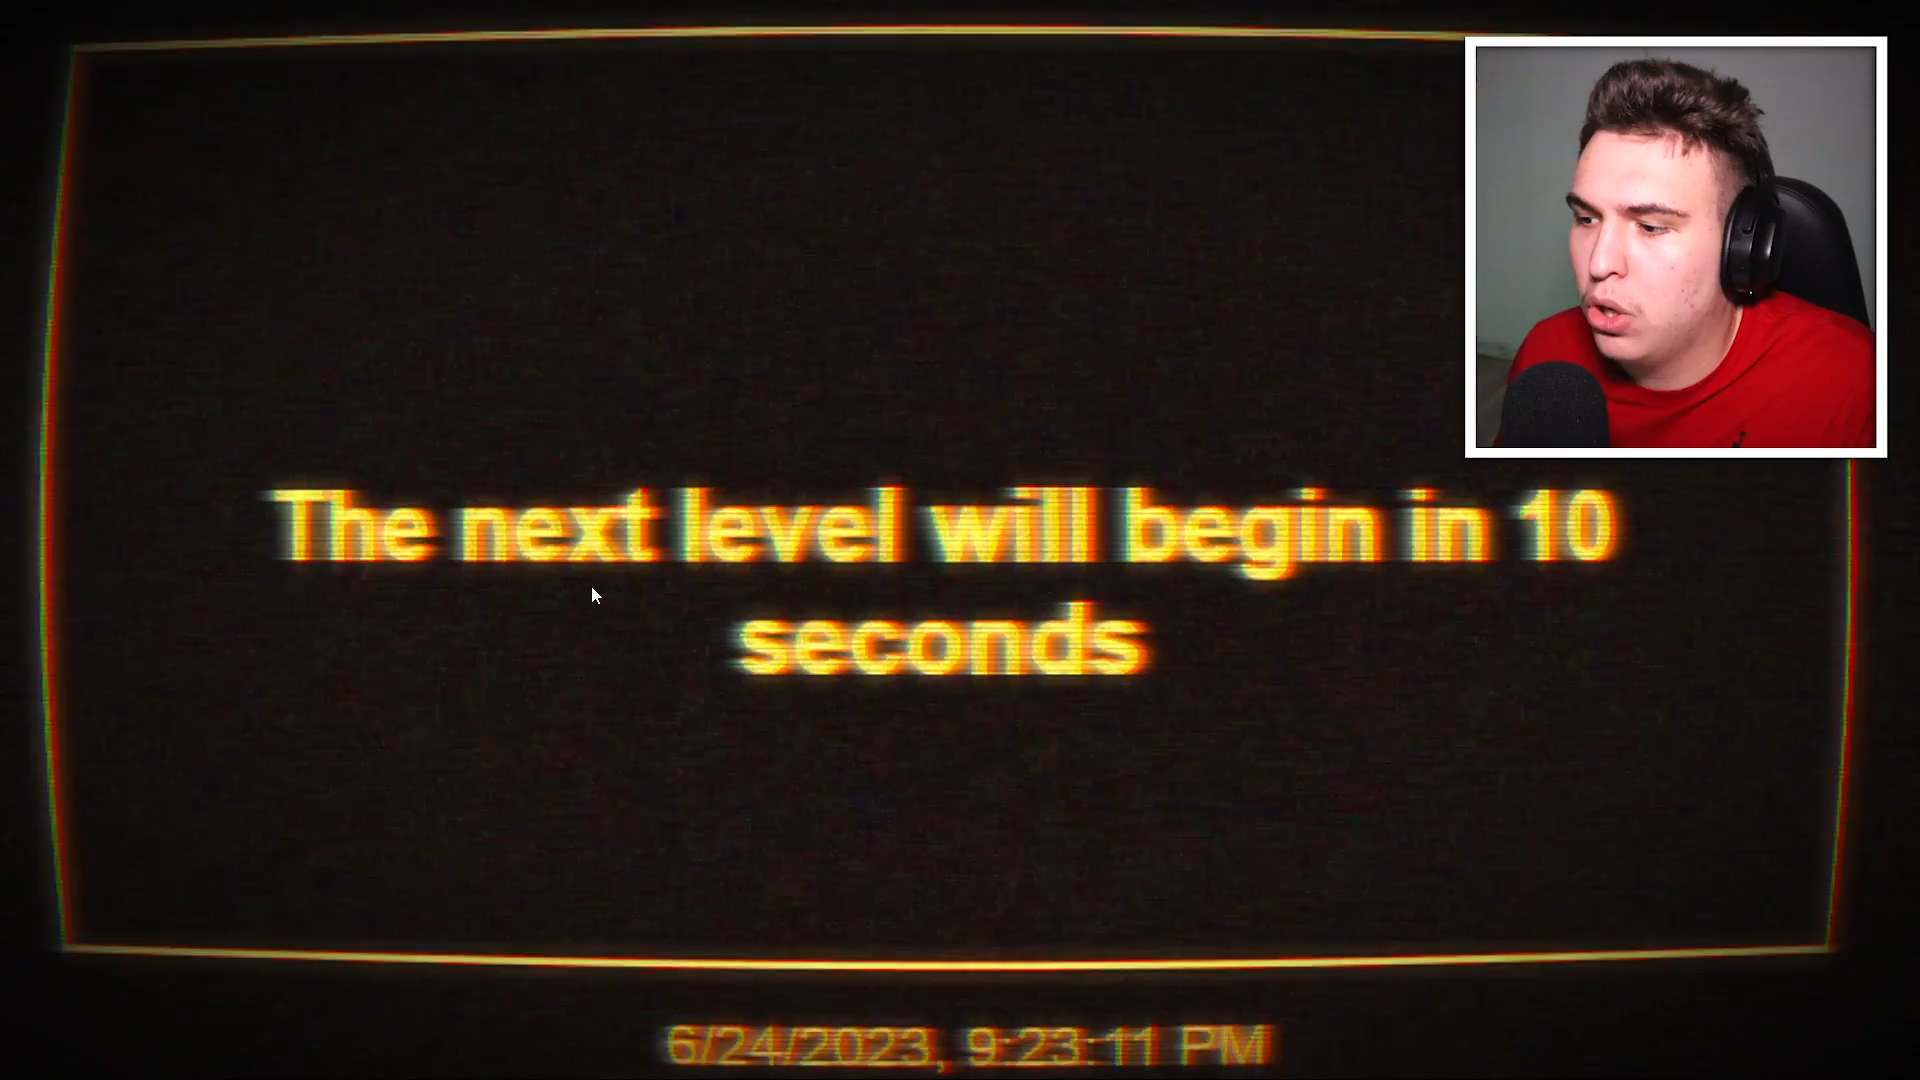 The next level will begin in 10
seconds
6/24/2023, 9:23:11 PM